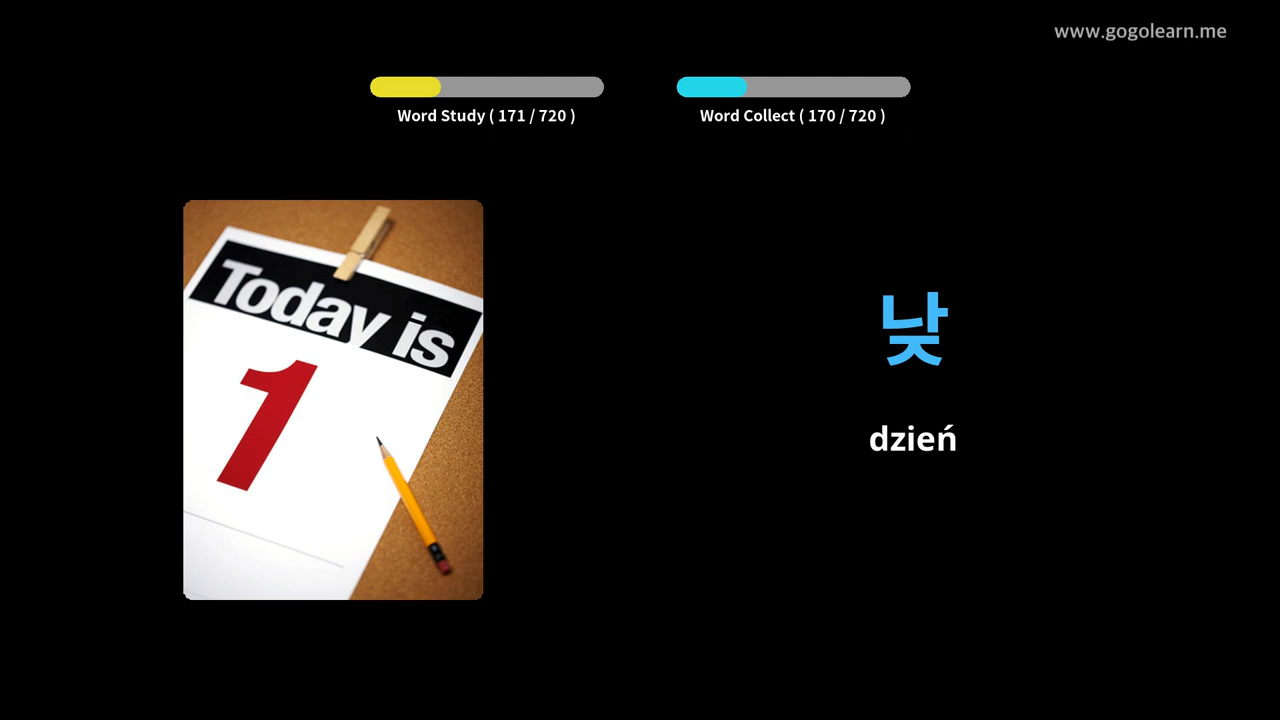 www.gogolearn.me
Word Study ( 171 / 720 )
Word Collect ( 170 / 720 )
Today is
1
낮
dzień